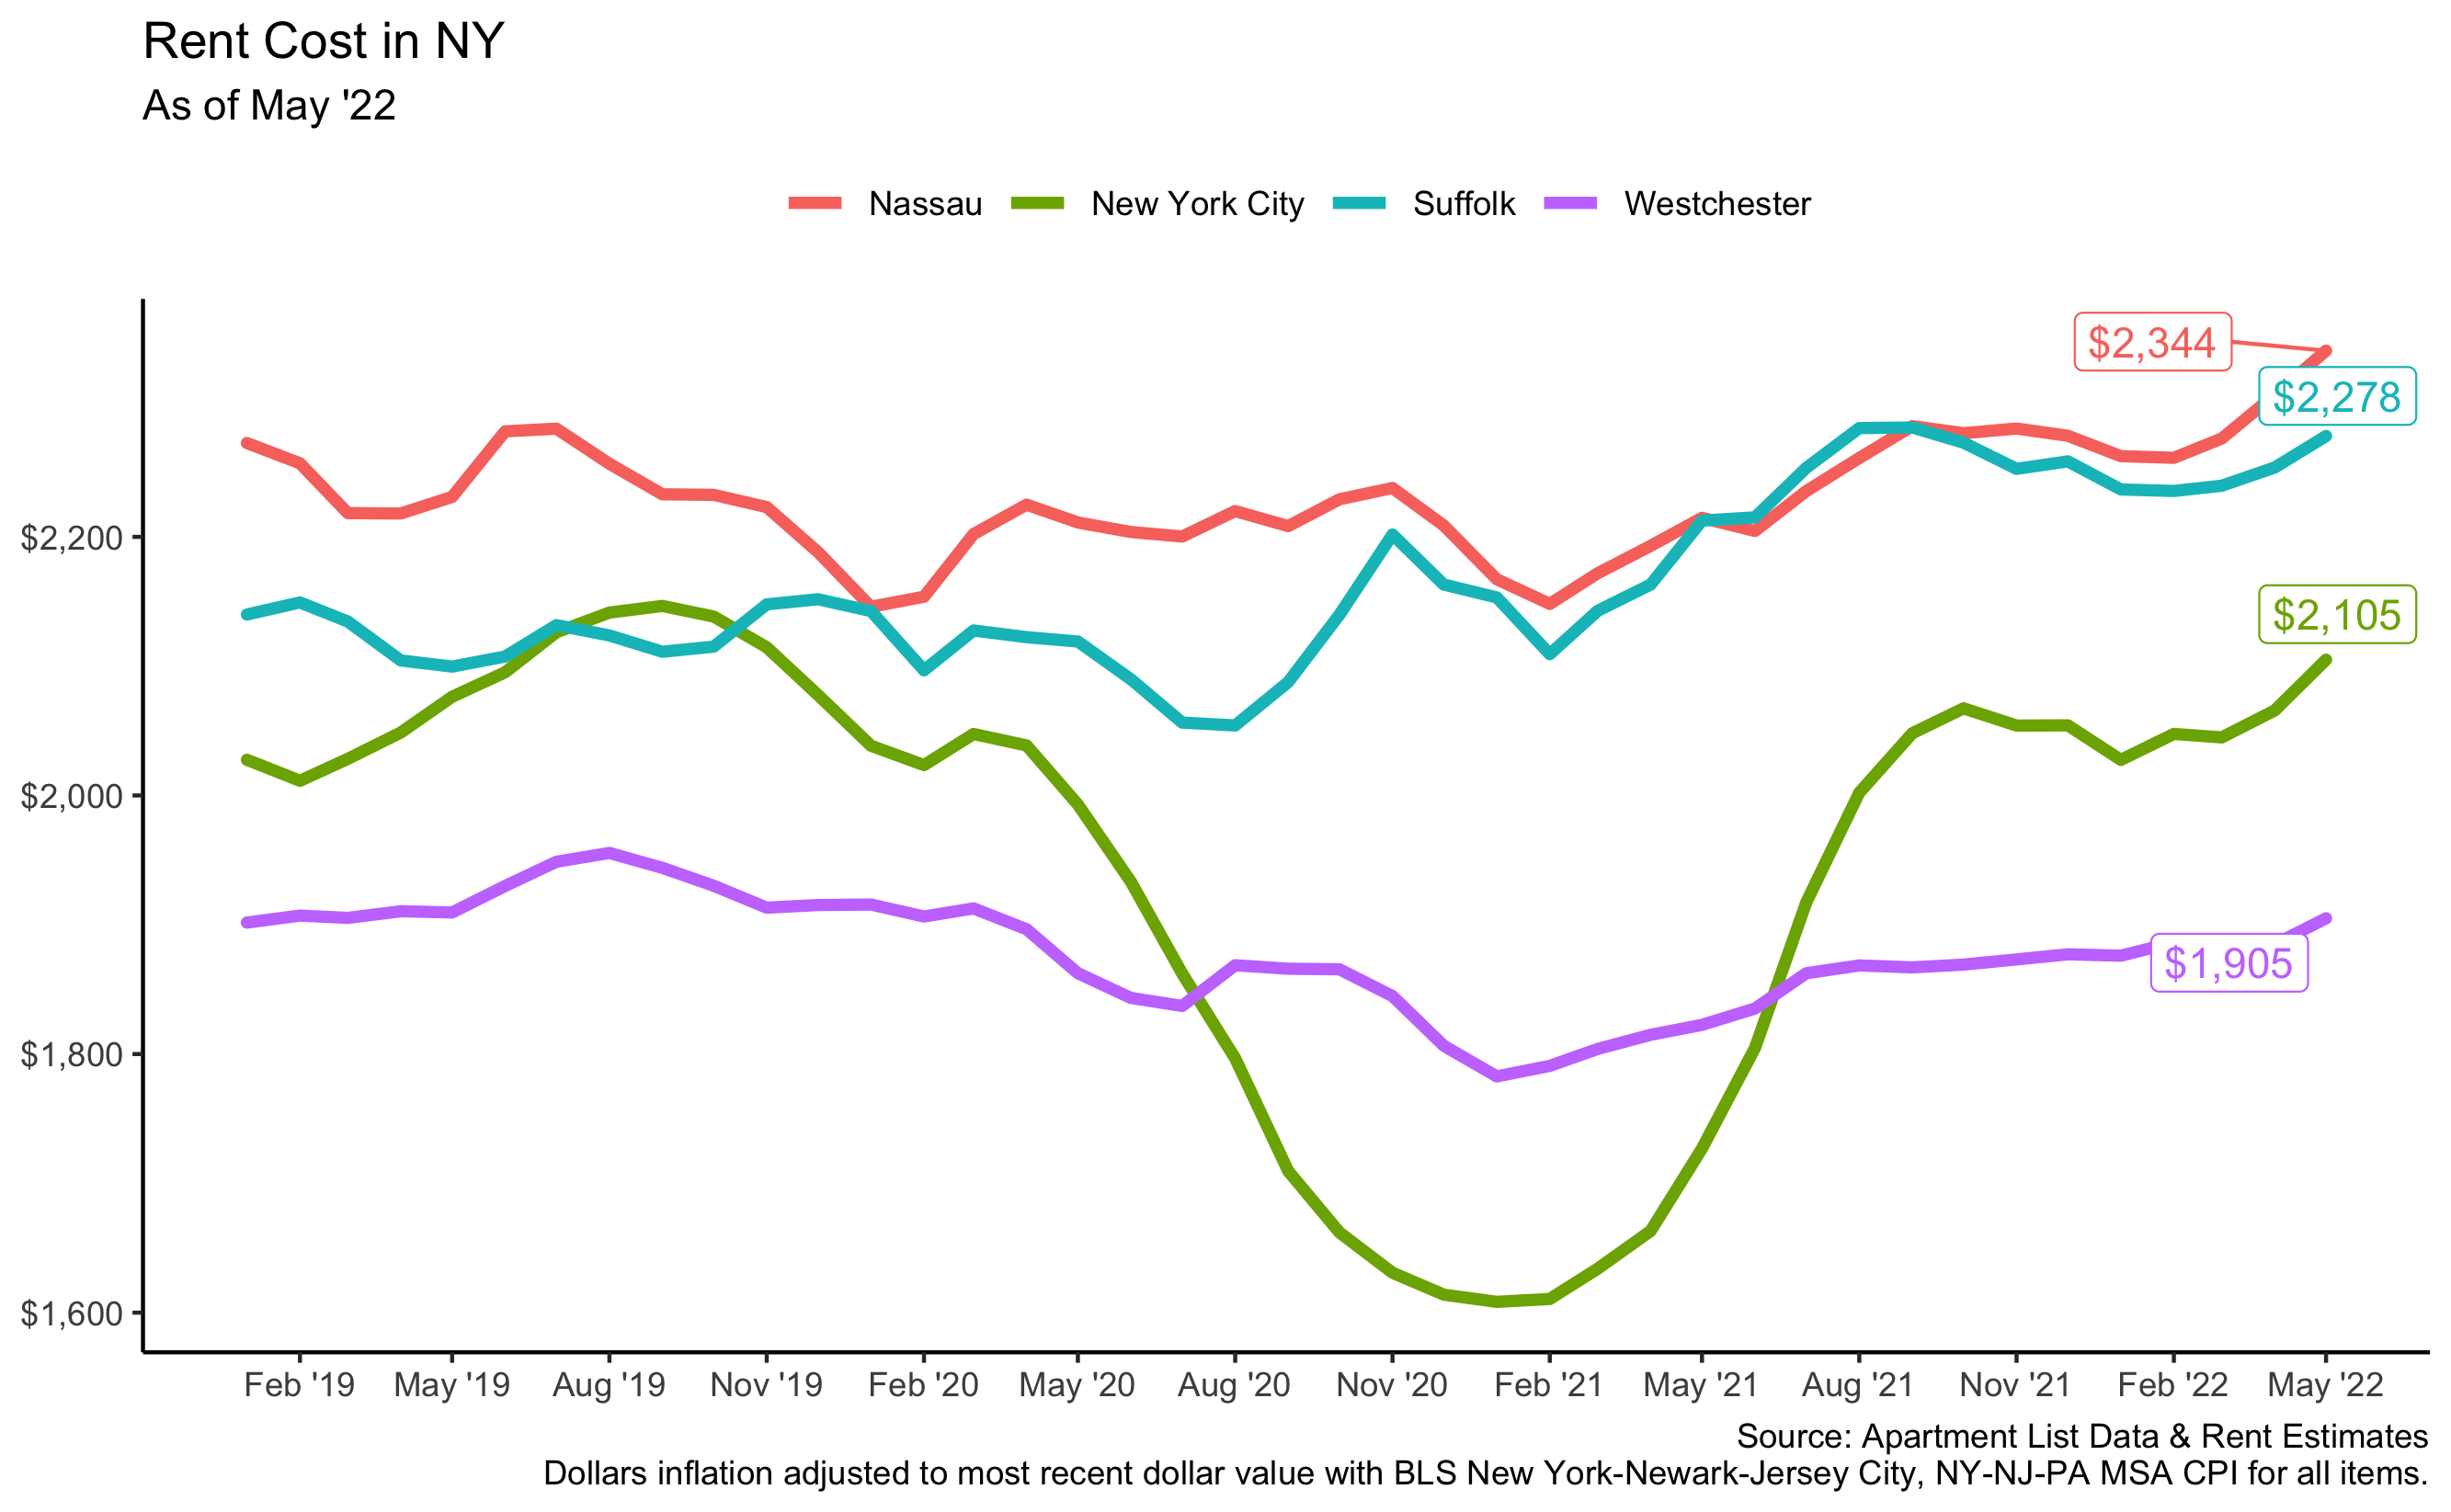 Rent Cost in NY
As of May '22
Nassau New York City Suffolk Westchester
$2,344
$2,278
$2,200
$2,105
$2,000
$1,905
$1,800
$1,600
Feb '19 May '19 Aug '19 Nov '19 Feb '20 May '20 Aug '20 Nov '20 Feb '21 May '21 Aug '21 Nov '21 Feb '22 May '22
Source: Apartment List Data & Rent Estimates
Dollars inflation adjusted to most recent dollar value with BLS New York-Newark-Jersey City, NY-NJ-PA MSA CPI for all items.